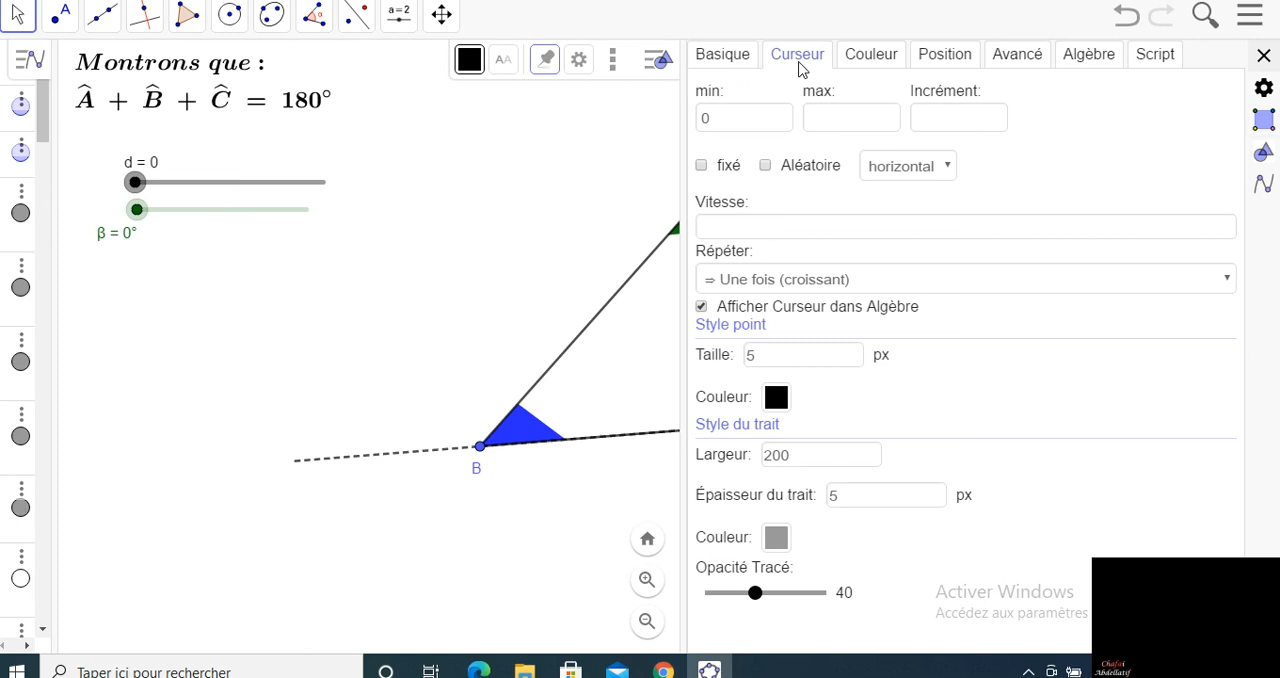 A
a=2
Montrons que :
Â + B̂ + Ĉ = 180°
AA
d = 0
β = 0°
B
Basique Curseur Couleur Position Avancé Algèbre Script
min: max: Incrément:
0
fixé Aléatoire horizontal
Vitesse:
Répéter:
⇒ Une fois (croissant)
Afficher Curseur dans Algèbre
Style point
Taille: 5 px
Couleur:
Style du trait
Largeur: 200
Épaisseur du trait: 5 px
Couleur:
Opacité Tracé:
40
Activer Windows
Accédez aux paramètres
Chafai
Abdellatif
Taper ici pour rechercher